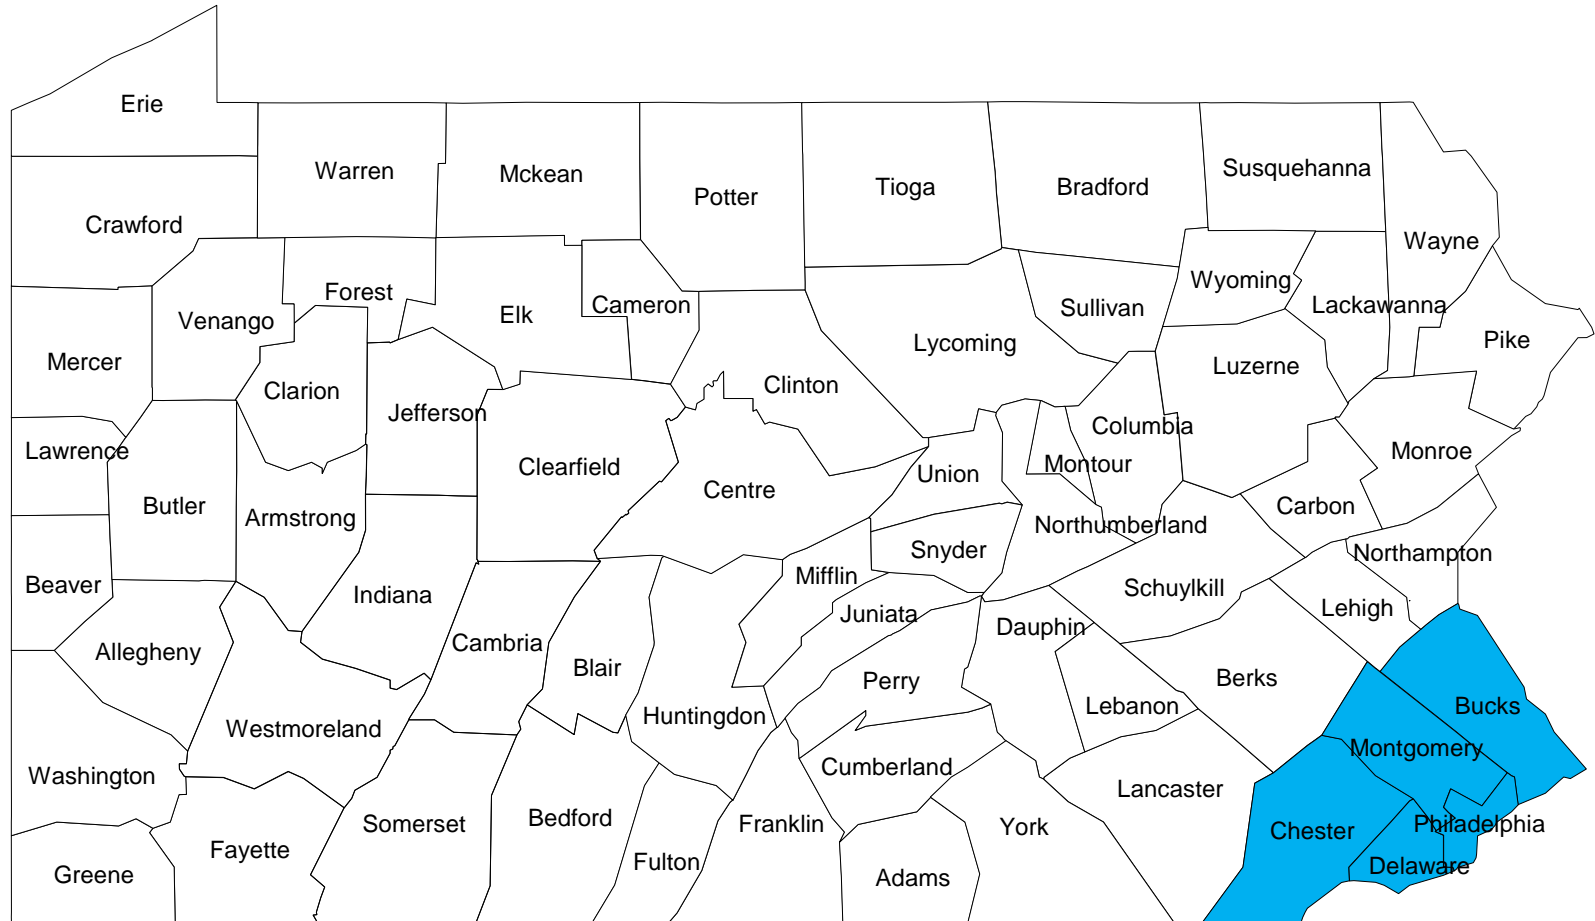 Erie
Warren
Mckean
Potter
Tioga
Bradford
Susquehanna
Crawford
Wayne
Forest
Venango
Elk
Cameron
Sullivan
Wyoming
Lackawanna
Mercer
Clarion
Jefferson
Clinton
Lycoming
Luzerne
Pike
Lawrence
Butler
Armstrong
Clearfield
Centre
Union
Montour
Columbia
Monroe
Carbon
Northumberland
Snyder
Northampton
Beaver
Indiana
Mifflin
Juniata
Schuylkill
Lehigh
Allegheny
Cambria
Blair
Dauphin
Perry
Berks
Lebanon
Bucks
Westmoreland
Huntingdon
Montgomery
Washington
Cumberland
Lancaster
Somerset
Bedford
Franklin
York
Chester
Philadelphia
Greene
Fayette
Fulton
Adams
Delaware